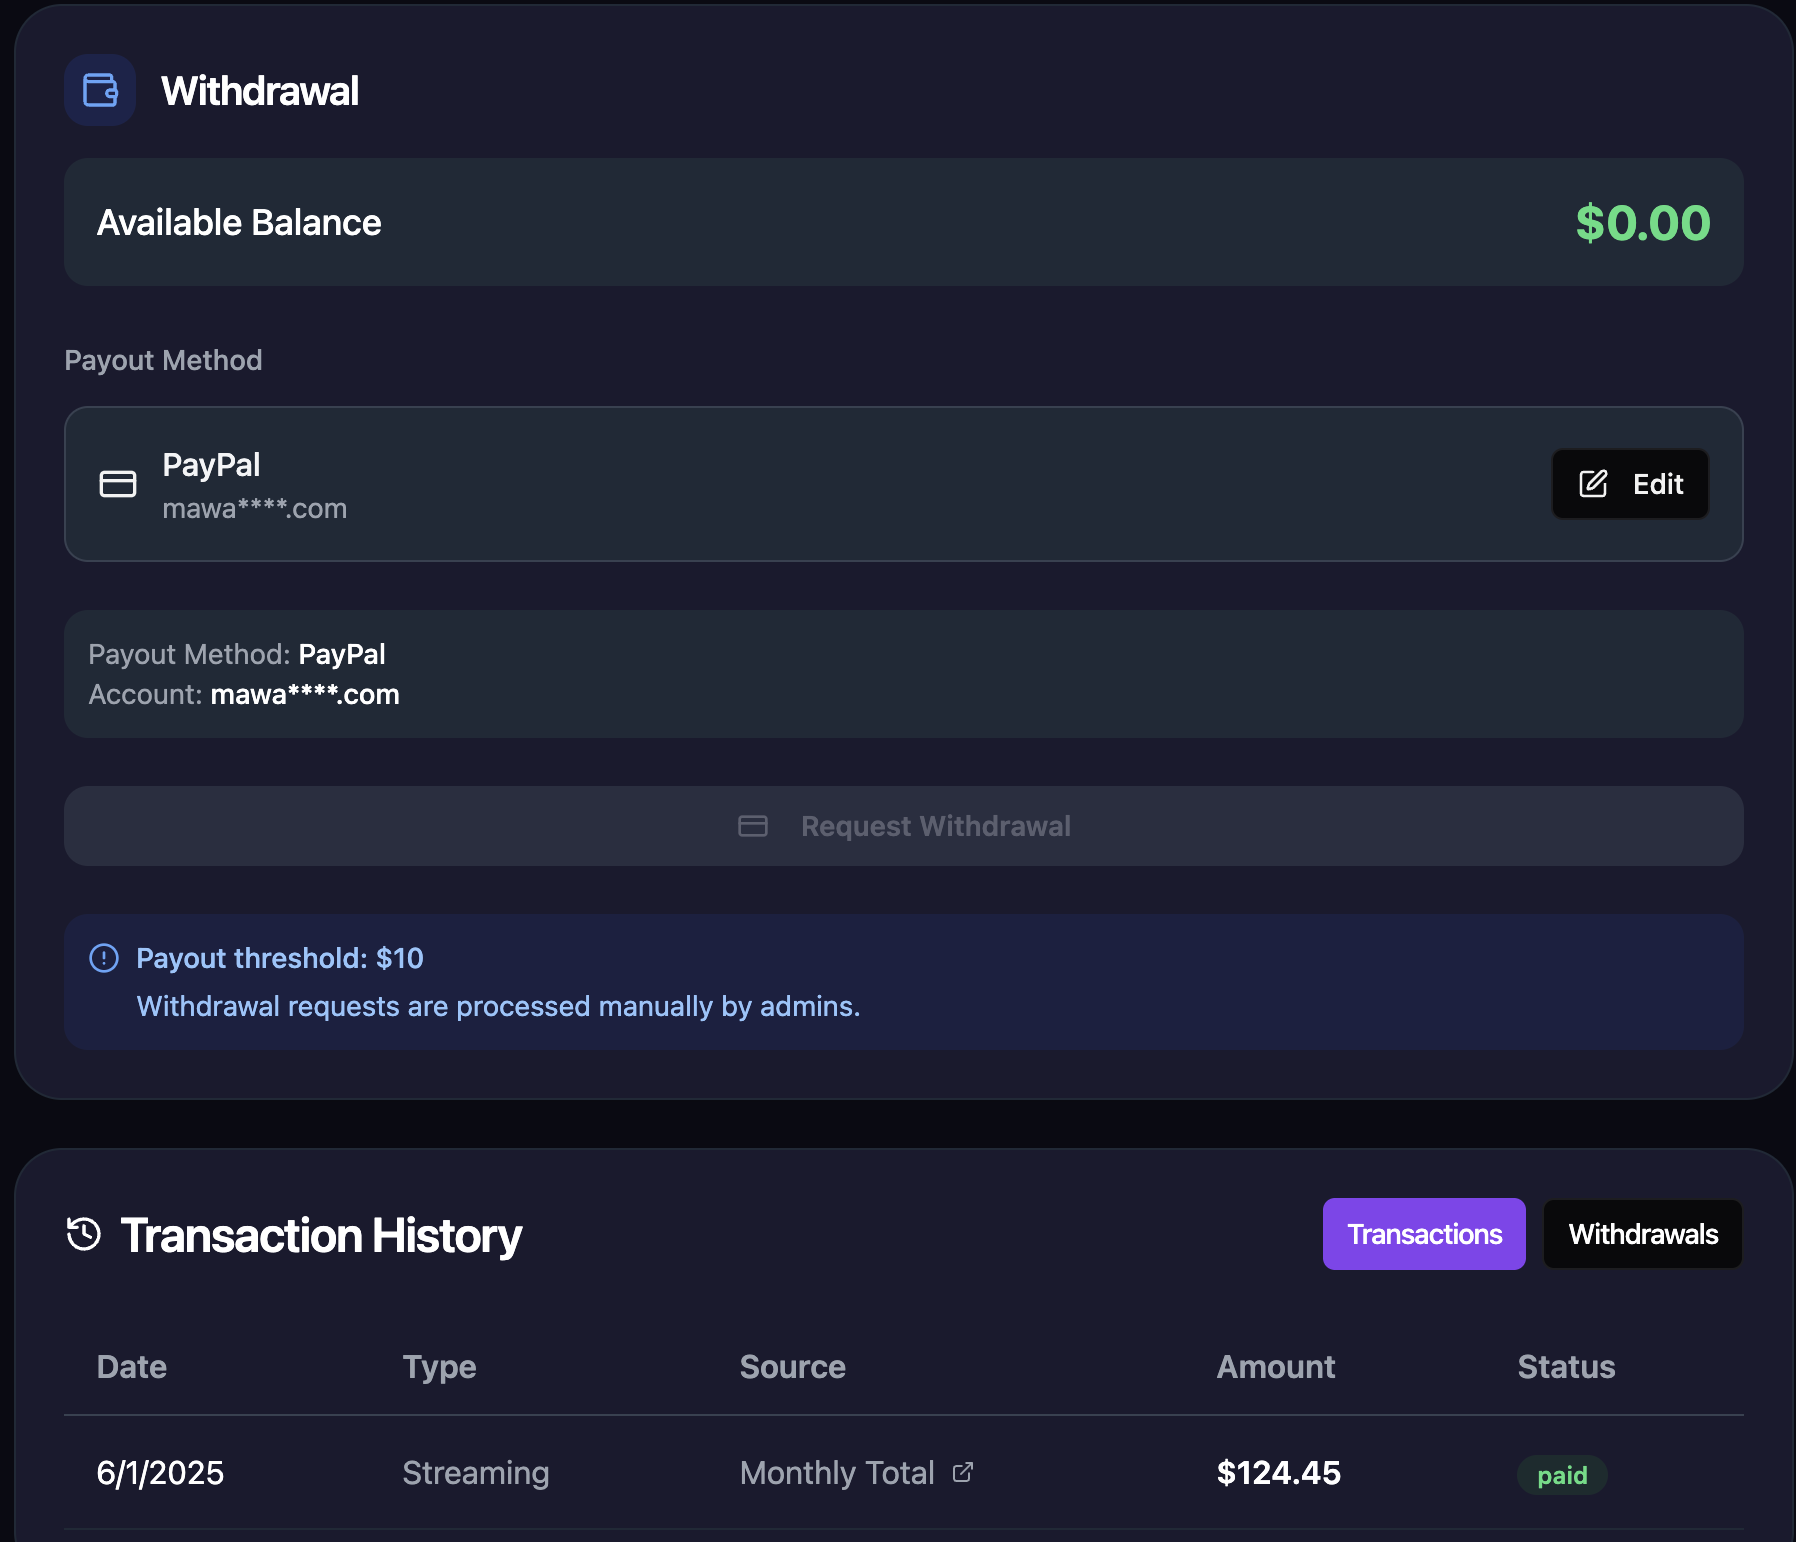 Withdrawal
Available Balance $0.00
Payout Method
PayPal
mawa****.com
Edit
Payout Method: PayPal
Account: mawa****.com
Request Withdrawal
Payout threshold: $10
Withdrawal requests are processed manually by admins.
Transaction History
Transactions Withdrawals
Date Type Source Amount Status
6/1/2025 Streaming Monthly Total $124.45 paid